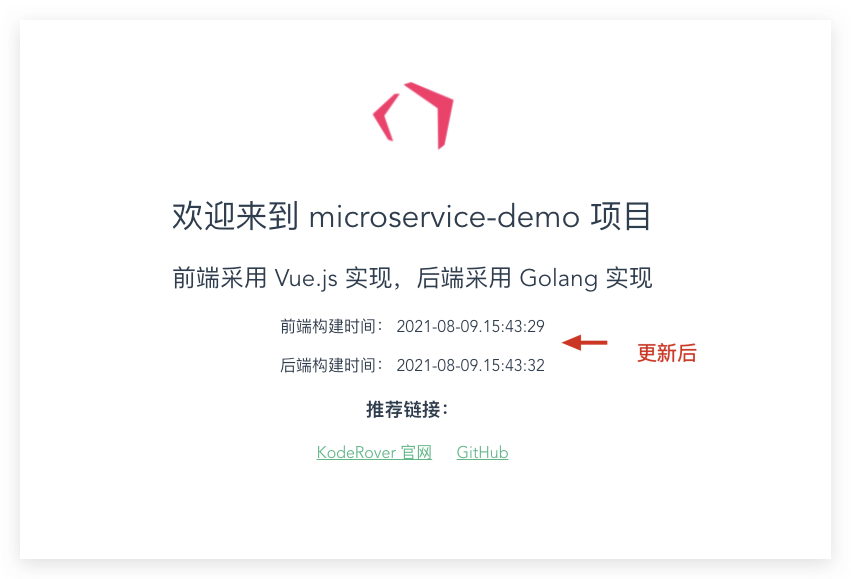 欢迎来到 microservice-demo 项目
前端采用 Vue.js 实现，后端采用 Golang 实现
前端构建时间： 2021-08-09.15:43:29
更新后
后端构建时间： 2021-08-09.15:43:32
推荐链接：
KodeRover 官网 GitHub